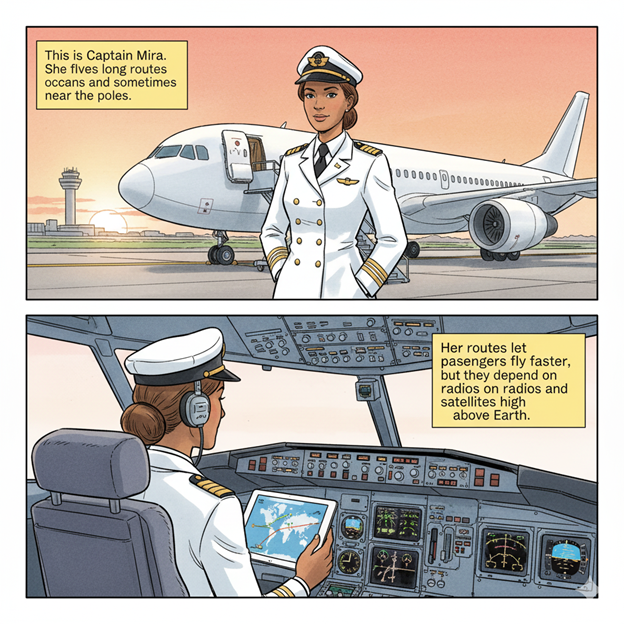 This is Captain Mira.
She flves long routes
occans and sometimes
near the poles.
Her routes let
pasengers fly faster,
but they depend on
radios on radios and
satellites high
above Earth.